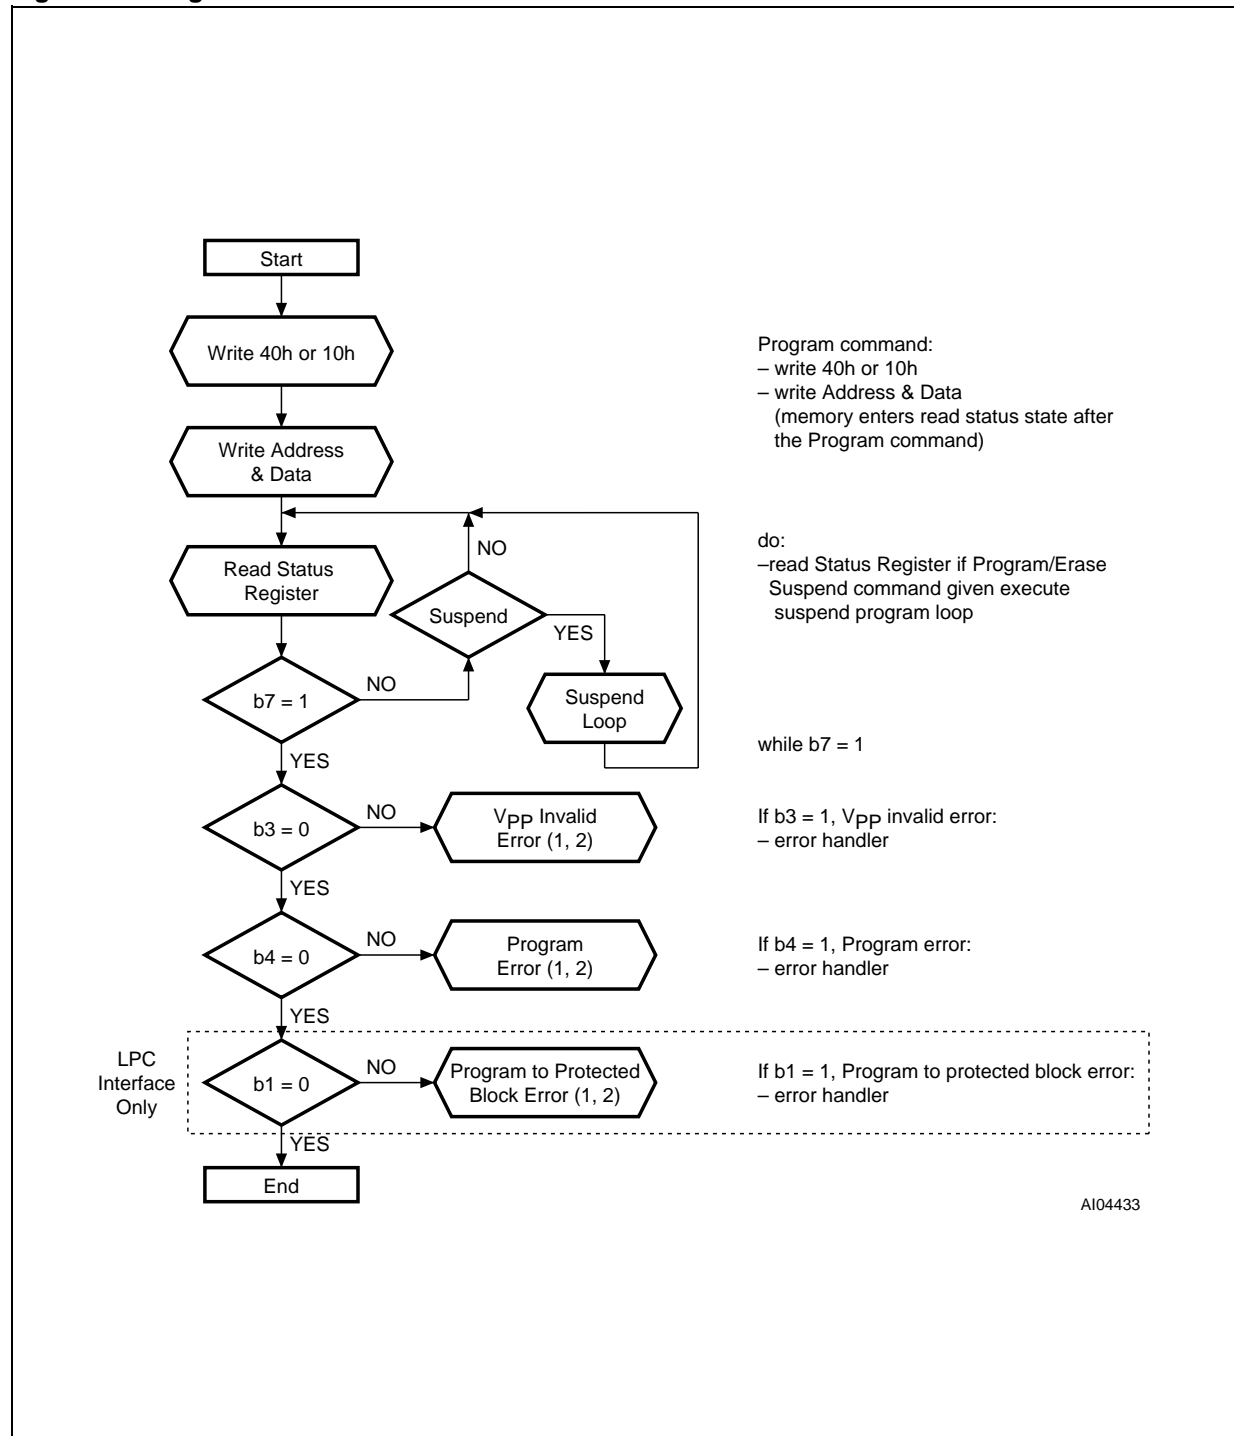 Start
Write 40h or 10h
Program command:
– write 40h or 10h
– write Address & Data
(memory enters read status state after
the Program command)
Write Address
& Data
NO
do:
–read Status Register if Program/Erase
Suspend command given execute
suspend program loop
Read Status
Register
Suspend
YES
b7 = 1
NO
Suspend
Loop
while b7 = 1
YES
b3 = 0
NO
VPP Invalid
Error (1, 2)
If b3 = 1, VPP invalid error:
– error handler
YES
b4 = 0
NO
Program
Error (1, 2)
If b4 = 1, Program error:
– error handler
YES
LPC
Interface
Only
b1 = 0
NO
Program to Protected
Block Error (1, 2)
If b1 = 1, Program to protected block error:
– error handler
YES
End
AI04433